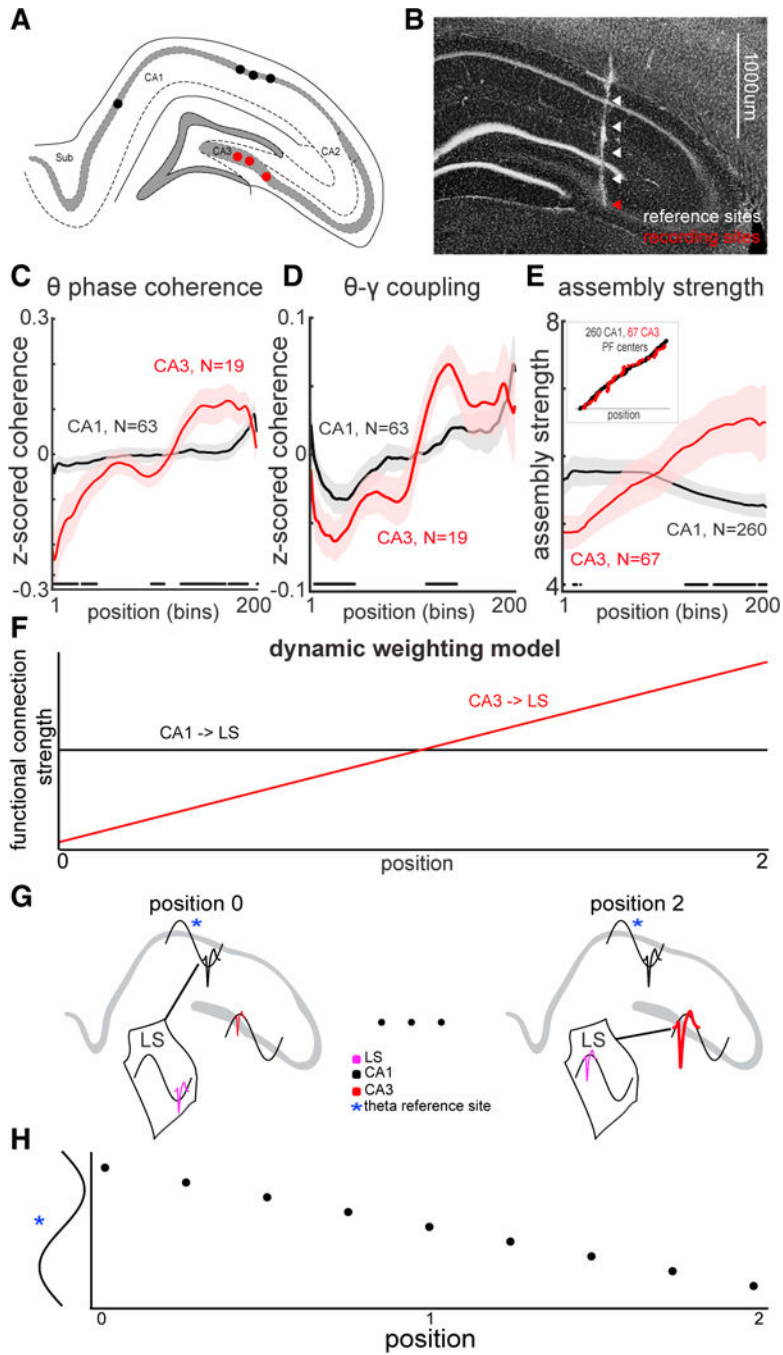 A
CA1
CA2
CA3
Sub
B
1000um
reference sites
recording sites
C
θ phase coherence
z-scored coherence
0.3
0
-0.3
CA3, N=19
CA1, N=63
1
200
position (bins)
D
θ-γ coupling
z-scored coherence
0.1
0
-0.1
CA1, N=63
CA3, N=19
1
200
position (bins)
E
assembly strength
assembly strength
8
4
260 CA1, 67 CA3
PF centers
position
CA1, N=260
CA3, N=67
1
200
position (bins)
F
dynamic weighting model
functional connection
strength
CA3 -> LS
CA1 -> LS
0
position
2
G
position 0
position 2
LS
LS
LS
CA1
CA3
*theta reference site
*
*
H
*
0
1
2
position